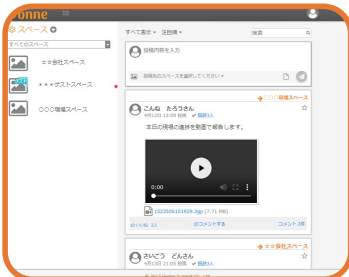 onne
スペース
すべてのスペース
☆☆会社スペース
＊＊＊ゲストスペース
○○○現場スペース
すべて表示 注目順
検索
投稿内容を入力
投稿先のスペースを選択してください
○○○現場スペース
こんね たろうさん
4月12日 13:00 投稿 既読3人
本日の現場の進捗を動画で報告します。
0:00
1523506151929.3gp (7.71 MB)
いいね 2人 コメントする コメント 3件
☆☆会社スペース
さいごう どんさん
4月13日 21:05 投稿 既読3人